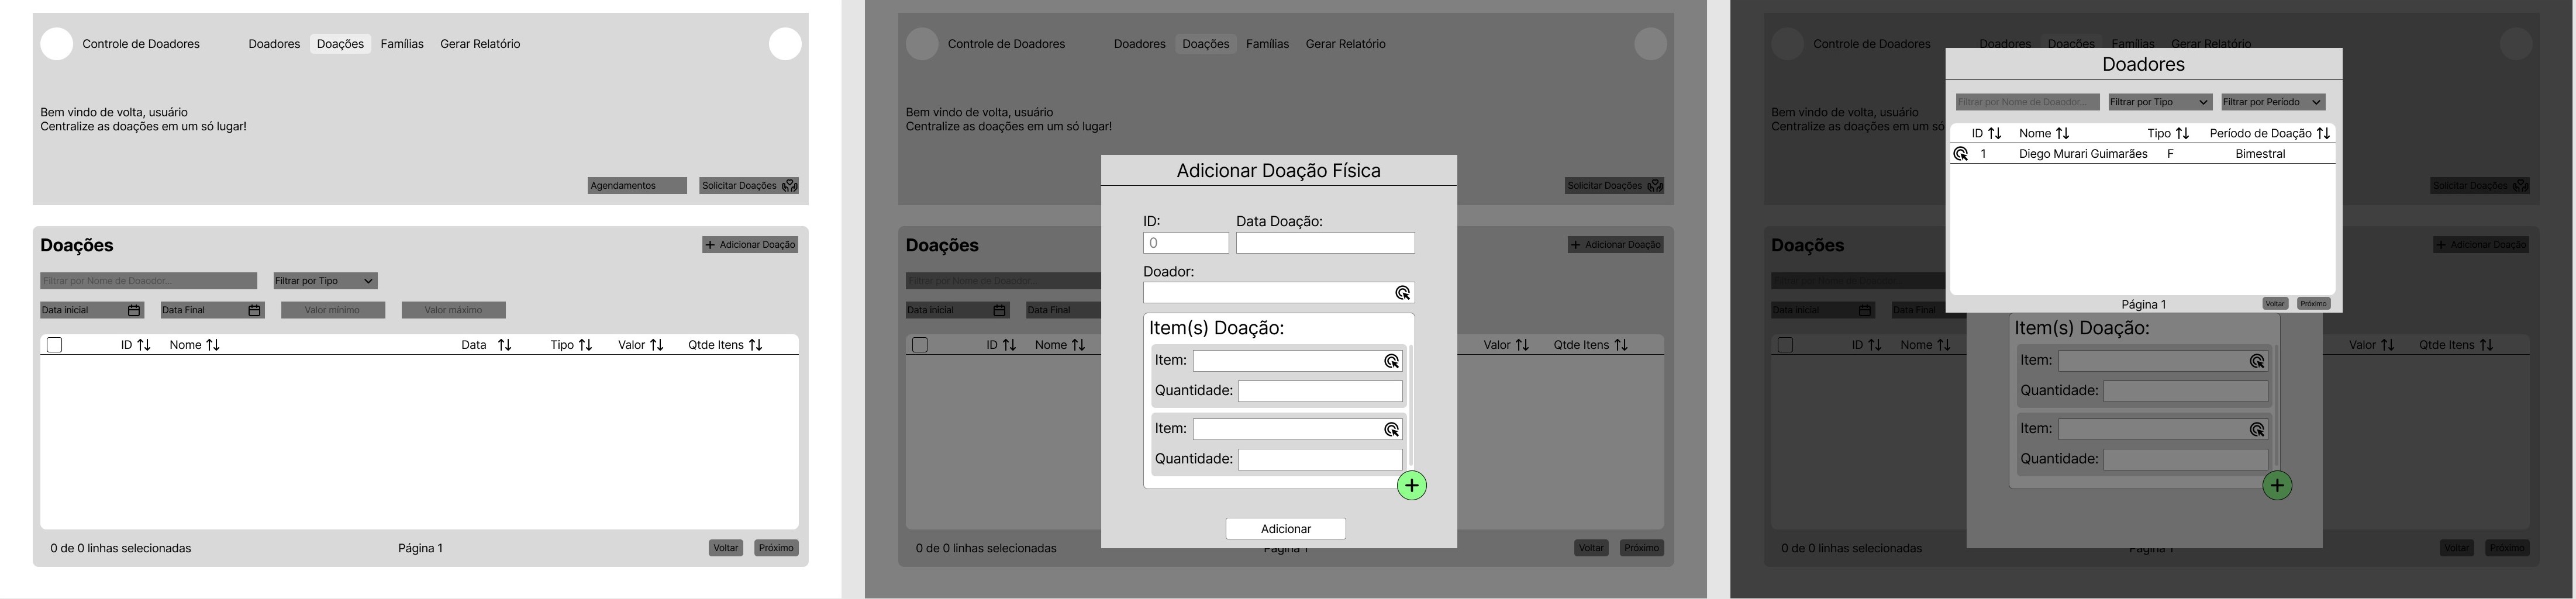 Controle de Doadores Doadores Doações Famílias Gerar Relatório
Bem vindo de volta, usuário
Centralize as doações em um só lugar!
Agendamentos Solicitar Doações
Doações
+ Adicionar Doação
Filtrar por Nome de Doaodor... Filtrar por Tipo
Data inicial Data Final Valor mínimo Valor máximo
ID Nome Data Tipo Valor Qtde Itens
0 de 0 linhas selecionadas Página 1 Voltar Próximo
Controle de Doadores Doadores Doações Famílias Gerar Relatório
Bem vindo de volta, usuário
Centralize as doações em um só lugar!
Solicitar Doações
Doações
+ Adicionar Doação
Filtrar por Nome de Doaodor...
Data inicial Data Final
ID Nome Valor Qtde Itens
0 de 0 linhas selecionadas Página 1 Voltar Próximo
Adicionar Doação Física
ID: Data Doação:
0
Doador:
Item(s) Doação:
Item:
Quantidade:
Item:
Quantidade:
+
Adicionar
Controle de Doadores Doadores Doações Famílias Gerar Relatório
Bem vindo de volta, usuário
Centralize as doações em um só
Solicitar Doações
Doações
+ Adicionar Doação
Data inicial Data Final
ID Nome Valor Qtde Itens
0 de 0 linhas selecionadas Página 1 Voltar Próximo
Doadores
Filtrar por Nome de Doaodor... Filtrar por Tipo Filtrar por Período
ID Nome Tipo Período de Doação
1 Diego Murari Guimarães F Bimestral
Página 1 Voltar Próximo
Item(s) Doação:
Item:
Quantidade:
Item:
Quantidade:
+